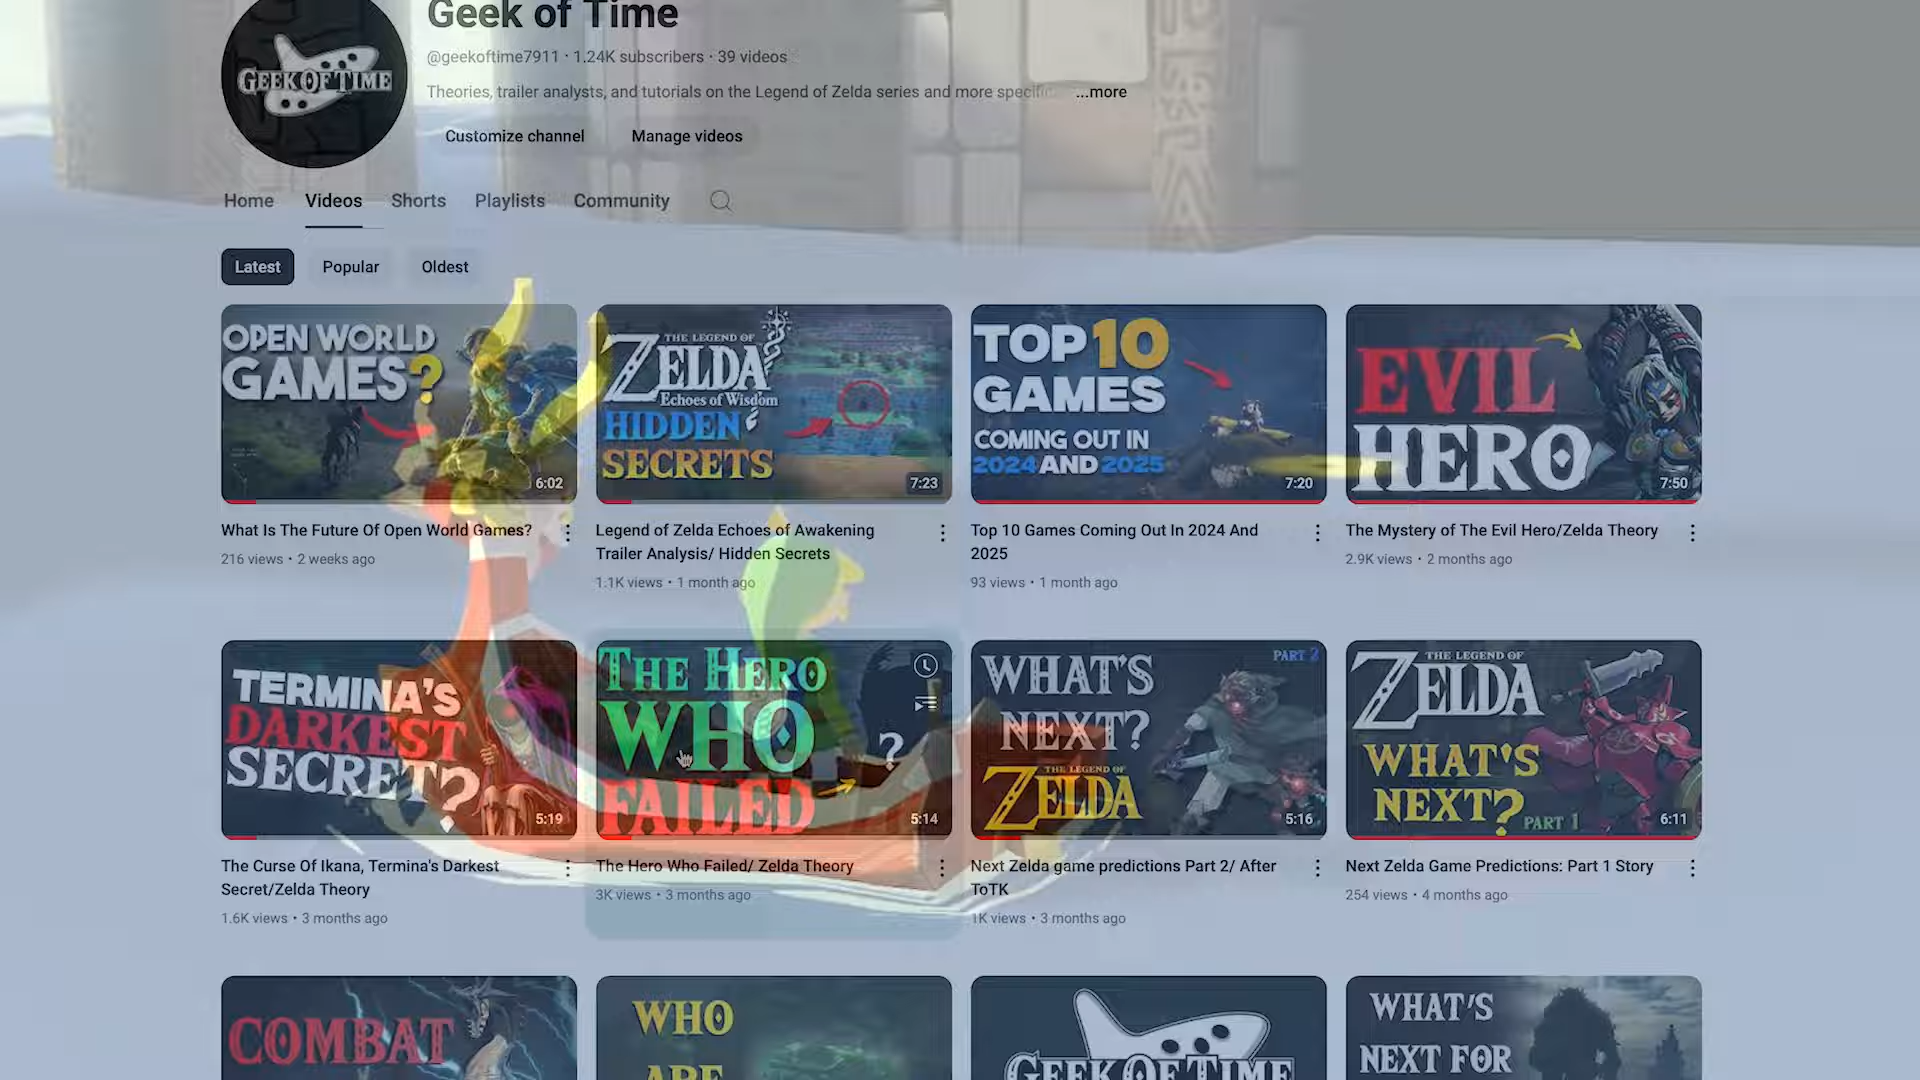 Geek of Time
@geekoftime7911 · 1.24K subscribers · 39 videos
Theories, trailer analysts, and tutorials on the Legend of Zelda series and more specific ...more
GEEK OF TIME
Customize channel Manage videos
Home Videos Shorts Playlists Community
Latest Popular Oldest
OPEN WORLD
GAMES?
6:02
THE LEGEND OF
ZELDA
Echoes of Wisdom
HIDDEN
SECRETS
7:23
TOP 10
GAMES
COMING OUT IN
2024 AND 2025
7:20
EVIL
HERO
7:50
What Is The Future Of Open World Games?
216 views • 2 weeks ago
Legend of Zelda Echoes of Awakening
Trailer Analysis/ Hidden Secrets
1.1K views • 1 month ago
Top 10 Games Coming Out In 2024 And
2025
93 views • 1 month ago
The Mystery of The Evil Hero/Zelda Theory
2.9K views • 2 months ago
TERMINA'S
DARKEST
SECRET?
5:19
THE HERO
WHO
?
FAILED
5:14
PART 2
WHAT'S
NEXT?
THE LEGEND OF
ZELDA
5:16
THE LEGEND OF
ZELDA
WHAT'S
NEXT?
PART 1
6:11
The Curse Of Ikana, Termina's Darkest
Secret/Zelda Theory
1.6K views • 3 months ago
The Hero Who Failed/ Zelda Theory
3K views • 3 months ago
Next Zelda game predictions Part 2/ After
ToTK
1K views • 3 months ago
Next Zelda Game Predictions: Part 1 Story
254 views • 4 months ago
COMBAT
WHO
ARE
GEEK OF TIME
WHAT'S
NEXT FOR